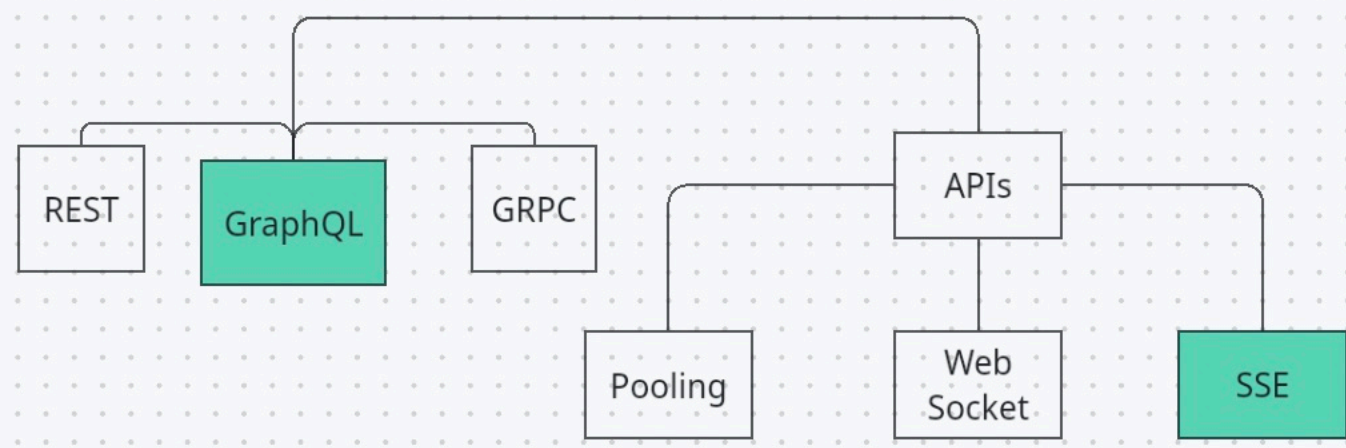 REST
GraphQL
GRPC
APIs
Pooling
Web
Socket
SSE